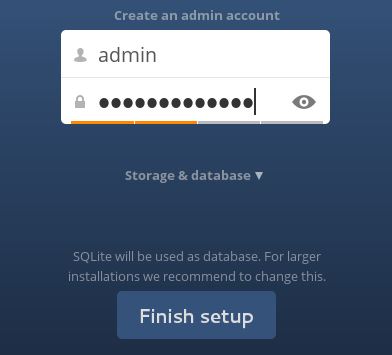 Create an admin account
admin
●●●●●●●●●●●●●
Storage & database ▼
SQLite will be used as database. For larger
installations we recommend to change this.
Finish setup